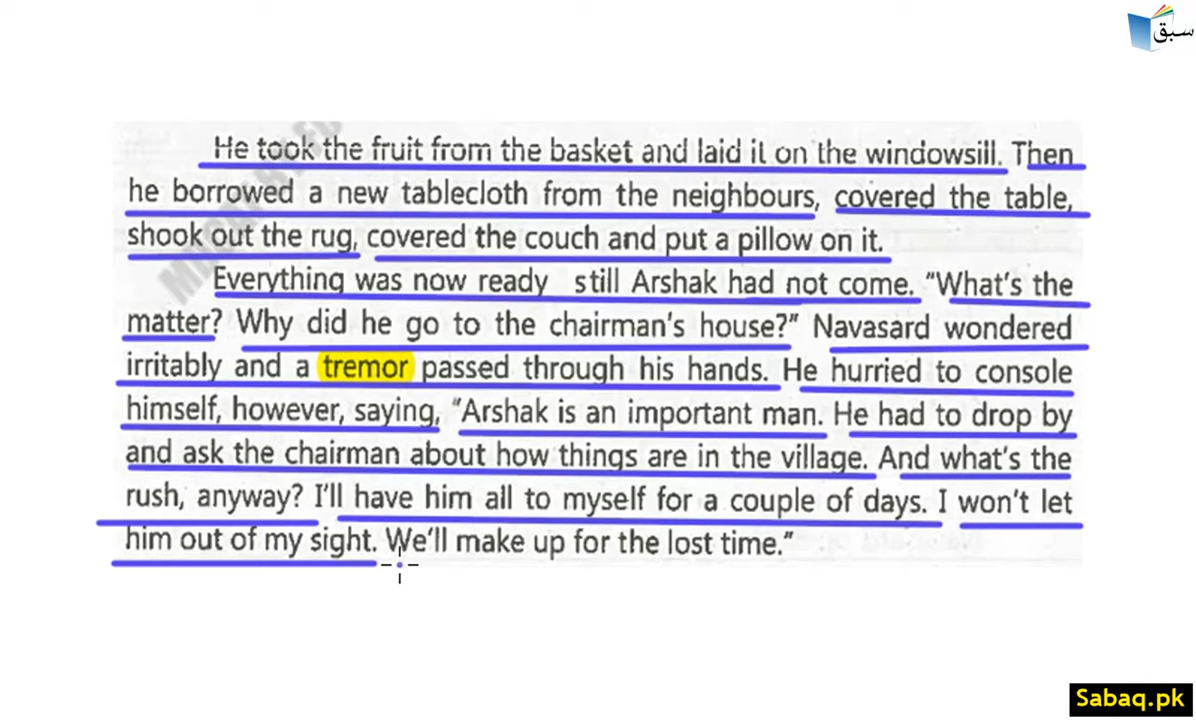 سبق
He took the fruit from the basket and laid it on the windowsill. Then
he borrowed a new tablecloth from the neighbours, covered the table,
shook out the rug, covered the couch and put a pillow on it.
Everything was now ready still Arshak had not come. "What's the
matter? Why did he go to the chairman's house?" Navasard wondered
irritably and a tremor passed through his hands. He hurried to console
himself, however, saying, "Arshak is an important man. He had to drop by
and ask the chairman about how things are in the village. And what's the
rush, anyway? I'll have him all to myself for a couple of days. I won't let
him out of my sight. We'll make up for the lost time."
Sabaq.pk